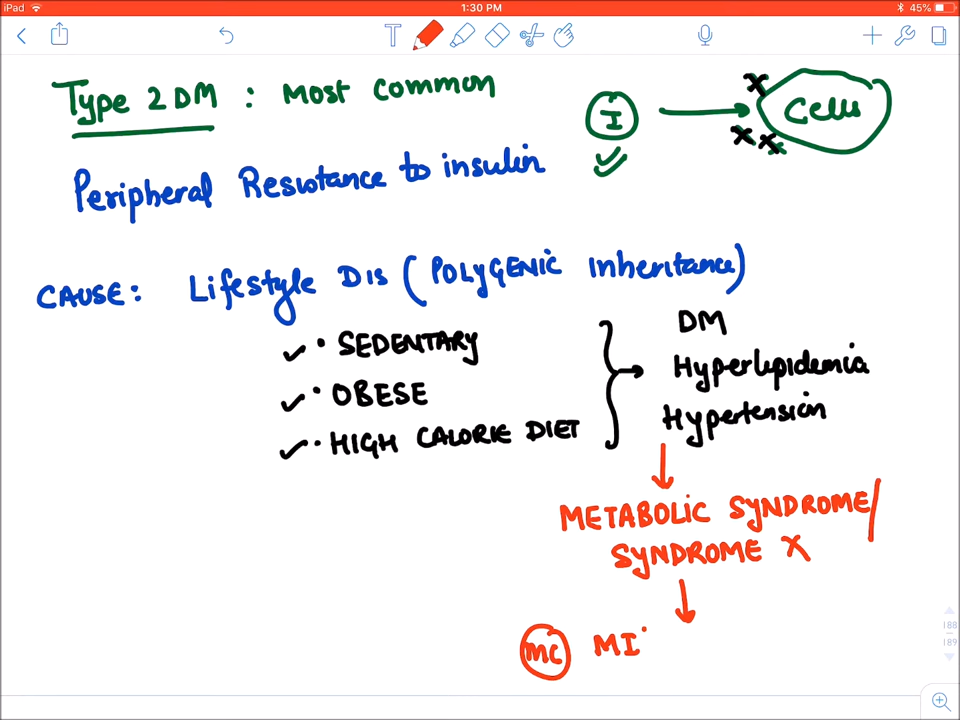 iPad 1:30 PM 45%
T
Type 2 DM : Most Common
I Cells
Peripheral Resistance to insulin
CAUSE: Lifestyle Dis (POLYGENIC Inheritance)
• SEDENTARY
• OBESE
• HIGH CALORIE DIET
DM
Hyperlipidemia
Hypertension
METABOLIC SYNDROME/
SYNDROME X
MC MI
188
189